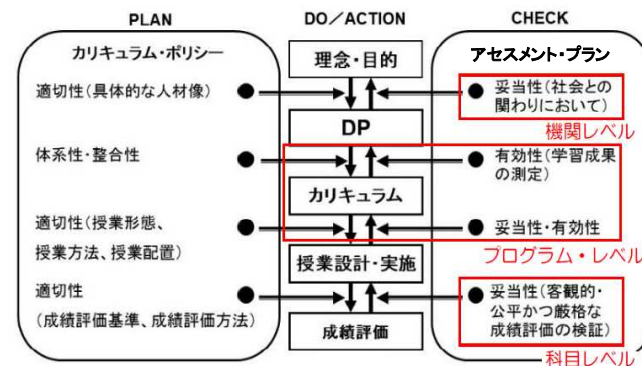 PLAN
DO／ACTION
CHECK
カリキュラム・ポリシー
適切性(具体的な人材像)
体系性・整合性
適切性(授業形態、
授業方法、授業配置)
適切性
(成績評価基準、成績評価方法)
理念・目的
DP
カリキュラム
授業設計・実施
成績評価
アセスメント・プラン
妥当性(社会との
関わりにおいて)
機関レベル
有効性(学習成果
の測定)
妥当性・有効性
プログラム・レベル
妥当性(客観的・
公平かつ厳格な
成績評価の検証)
科目レベル